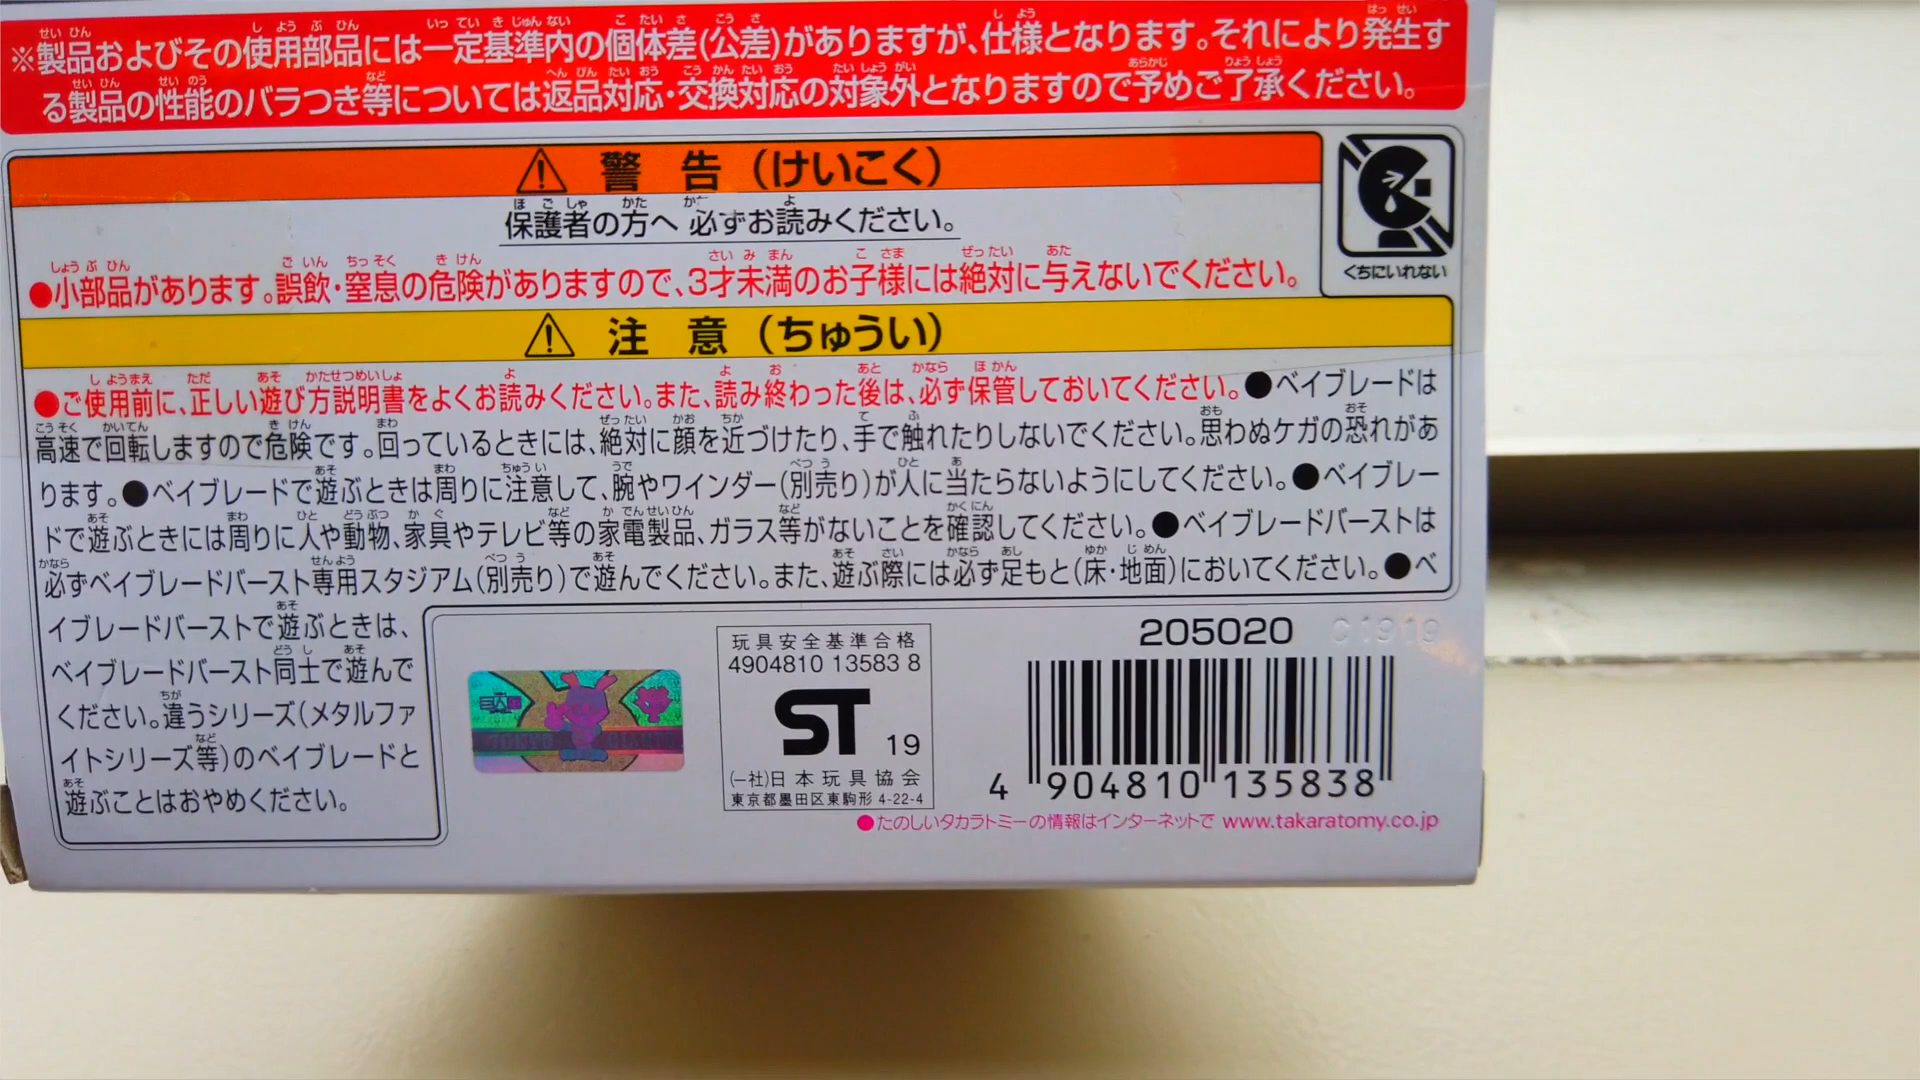 ※製品およびその使用部品には一定基準内の個体差(公差)がありますが、仕様となります。それにより発生す
る製品の性能のバラつき等については返品対応・交換対応の対象外となりますので予めご了承ください。
警告(けいこく)
保護者の方へ 必ずお読みください。
●小部品があります。誤飲・窒息の危険がありますので、3才未満のお子様には絶対に与えないでください。
くちにいれない
注意(ちゅうい)
●ご使用前に、正しい遊び方説明書をよくお読みください。また、読み終わった後は、必ず保管しておいてください。●ベイブレードは
高速で回転しますので危険です。回っているときには、絶対に顔を近づけたり、手で触れたりしないでください。思わぬケガの恐れがあ
ります。●ベイブレードで遊ぶときは周りに注意して、腕やワインダー(別売り)が人に当たらないようにしてください。●ベイブレー
ドで遊ぶときには周りに人や動物、家具やテレビ等の家電製品、ガラス等がないことを確認してください。●ベイブレードバーストは
必ずベイブレードバースト専用スタジアム(別売り)で遊んでください。また、遊ぶ際には必ず足もと(床・地面)においてください。●ベ
イブレードバーストで遊ぶときは、
ベイブレードバースト同士で遊んで
ください。違うシリーズ(メタルファ
イトシリーズ等)のベイブレードと
遊ぶことはおやめください。
玩具安全基準合格
4904810 13583 8
ST 19
(一社)日本玩具協会
東京都墨田区東駒形 4-22-4
205020
4 904810 135838
●たのしいタカラトミーの情報はインターネットで www.takaratomy.co.jp